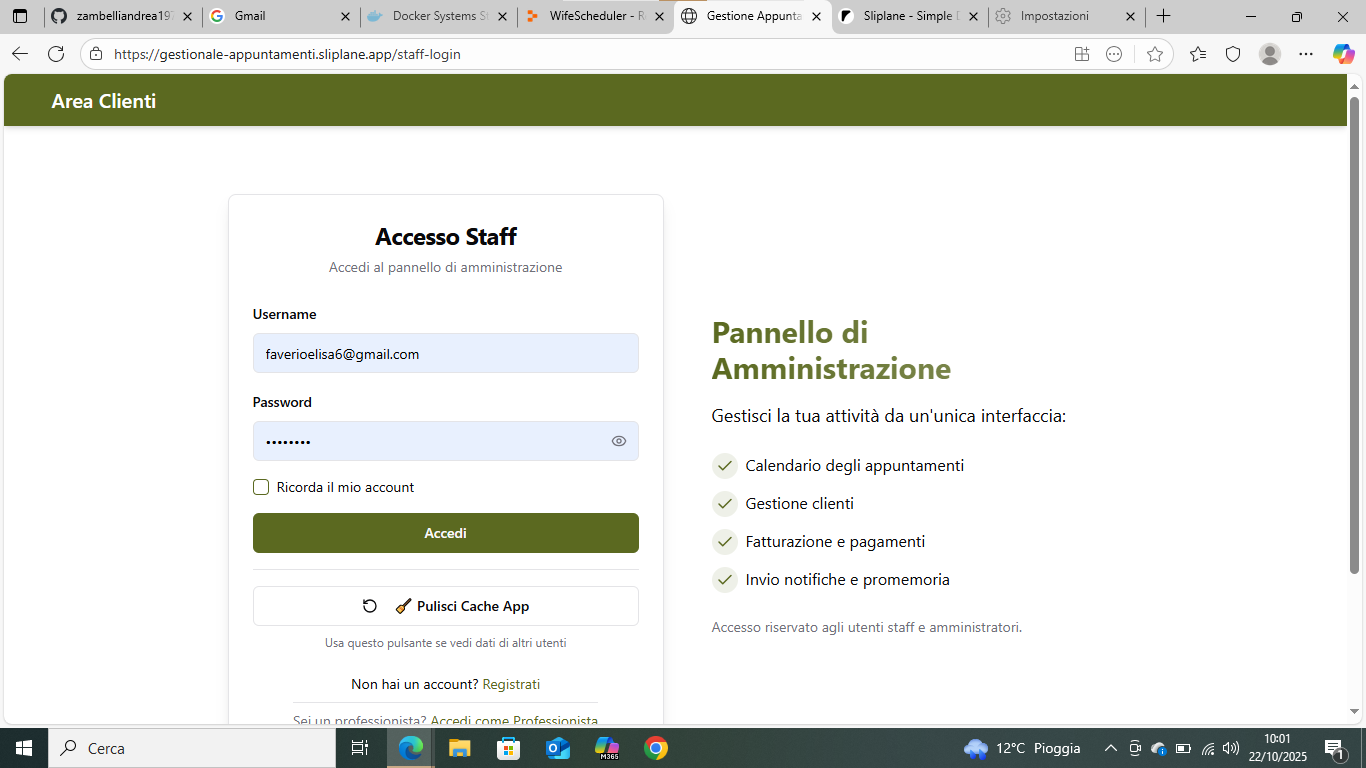 zambelliandrea197
Gmail
Docker Systems St
WifeScheduler - R
Gestione Appunta
Sliplane - Simple
Impostazioni
https://gestionale-appuntamenti.sliplane.app/staff-login
Area Clienti
Accesso Staff
Accedi al pannello di amministrazione
Username
faverioelisa6@gmail.com
Password
••••••••
Ricorda il mio account
Accedi
Pulisci Cache App
Usa questo pulsante se vedi dati di altri utenti
Non hai un account? Registrati
Sei un professionista? Accedi come Professionista
Pannello di
Amministrazione
Gestisci la tua attività da un'unica interfaccia:
Calendario degli appuntamenti
Gestione clienti
Fatturazione e pagamenti
Invio notifiche e promemoria
Accesso riservato agli utenti staff e amministratori.
Cerca
M365
12°C Pioggia
10:01
22/10/2025
1